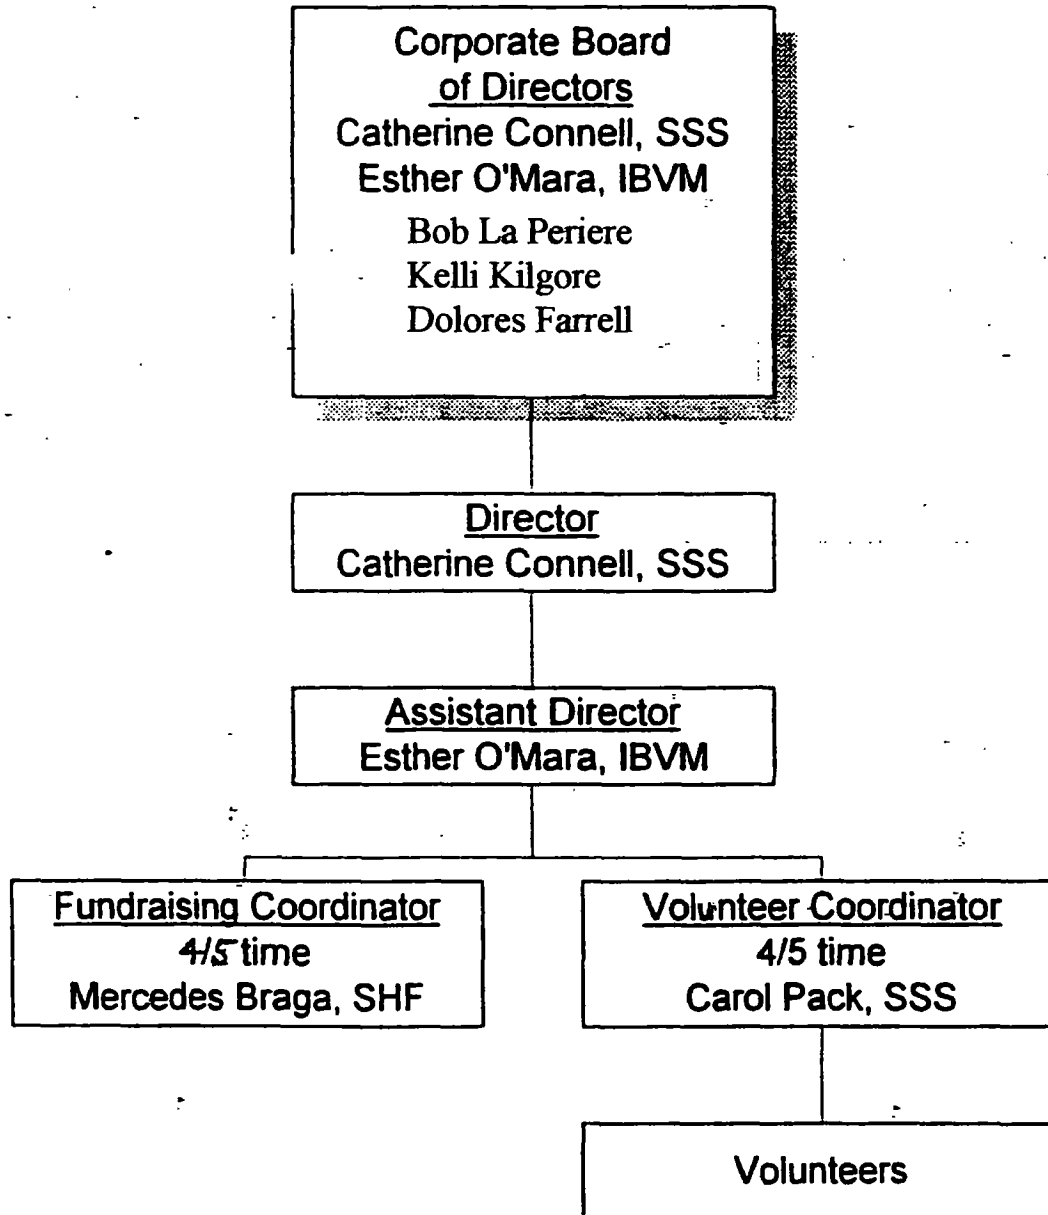 Corporate Board
of Directors
Catherine Connell, SSS
Esther O'Mara, IBVM
Bob La Periere
Kelli Kilgore
Dolores Farrell
Director
Catherine Connell, SSS
Assistant Director
Esther O'Mara, IBVM
Fundraising Coordinator
4/5 time
Mercedes Braga, SHF
Volunteer Coordinator
4/5 time
Carol Pack, SSS
Volunteers